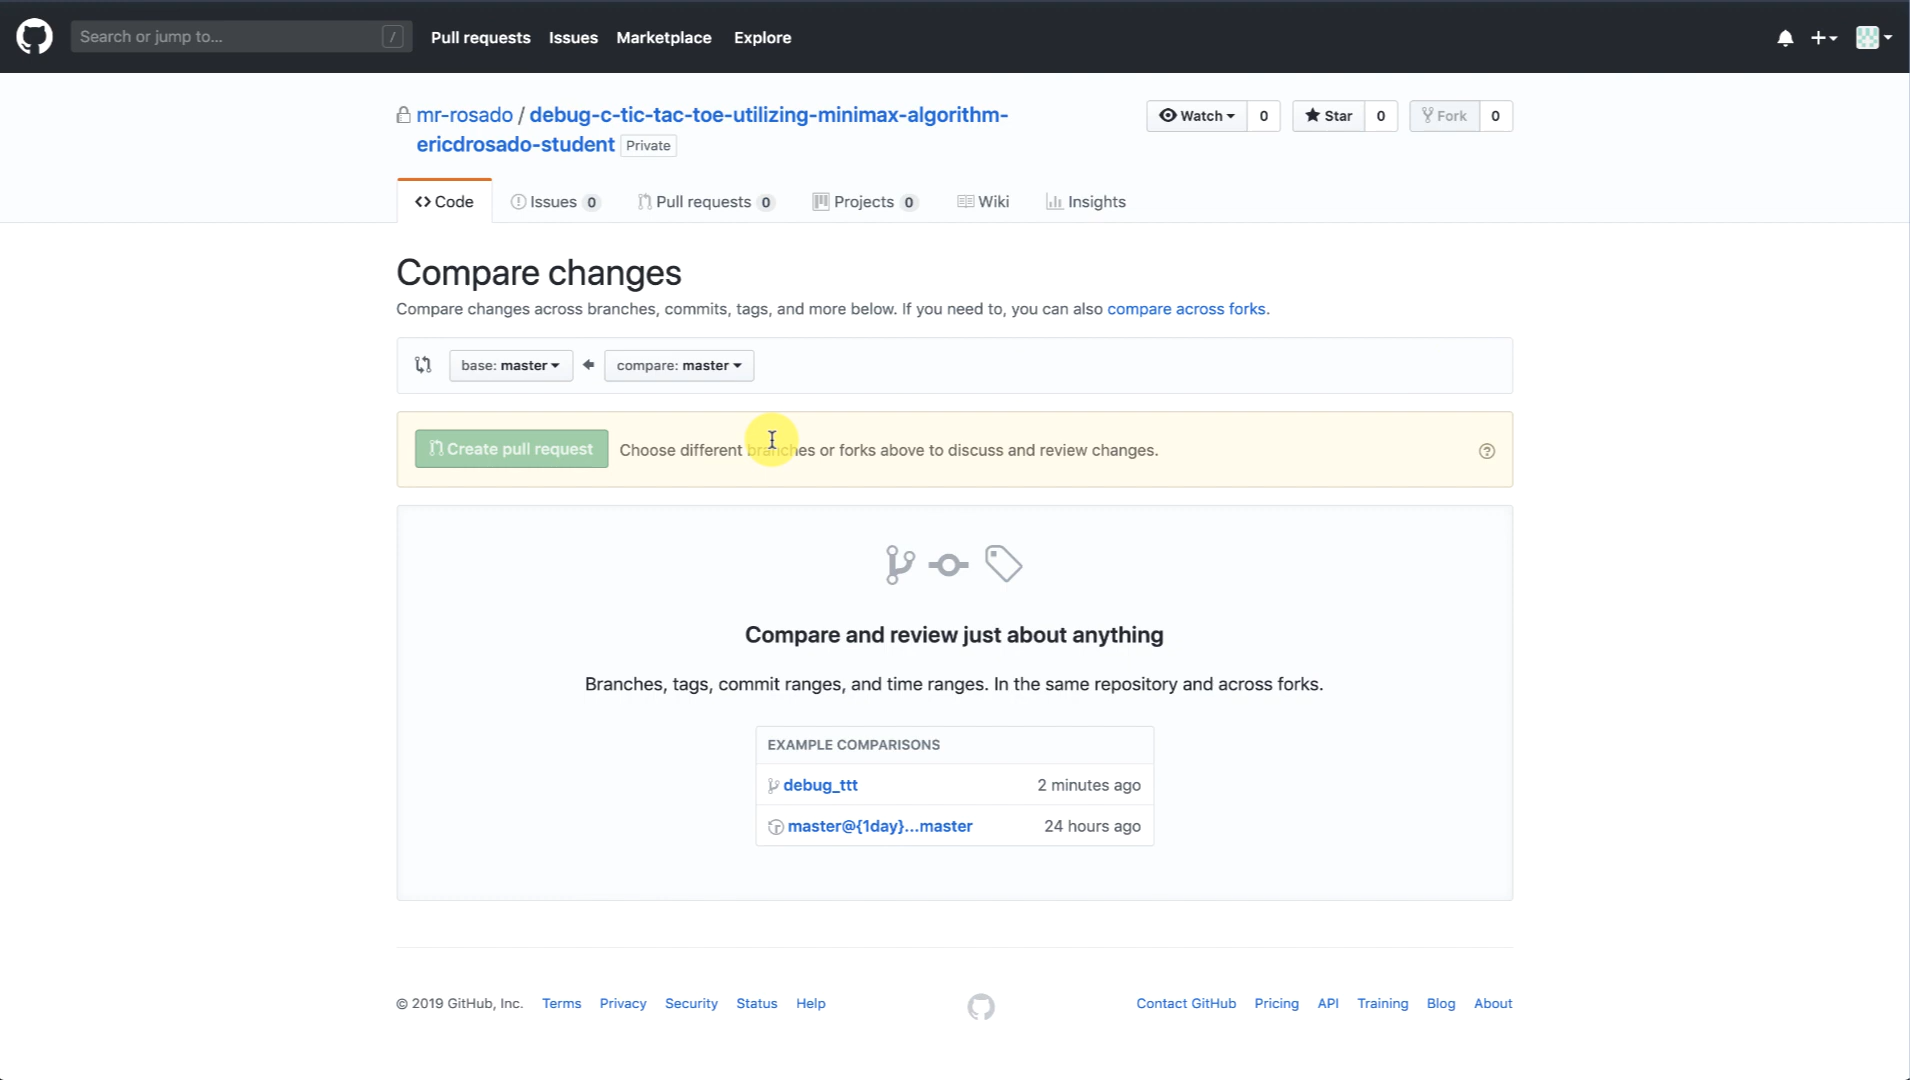 Search or jump to... /
Pull requests Issues Marketplace Explore
mr-rosado / debug-c-tic-tac-toe-utilizing-minimax-algorithm-
ericdrosado-student Private
Watch 0 Star 0 Fork 0
Code Issues 0 Pull requests 0 Projects 0 Wiki Insights
Compare changes
Compare changes across branches, commits, tags, and more below. If you need to, you can also compare across forks.
base: master compare: master
Create pull request Choose different branches or forks above to discuss and review changes.
Compare and review just about anything
Branches, tags, commit ranges, and time ranges. In the same repository and across forks.
EXAMPLE COMPARISONS
debug_ttt 2 minutes ago
master@{1day}...master 24 hours ago
© 2019 GitHub, Inc. Terms Privacy Security Status Help Contact GitHub Pricing API Training Blog About